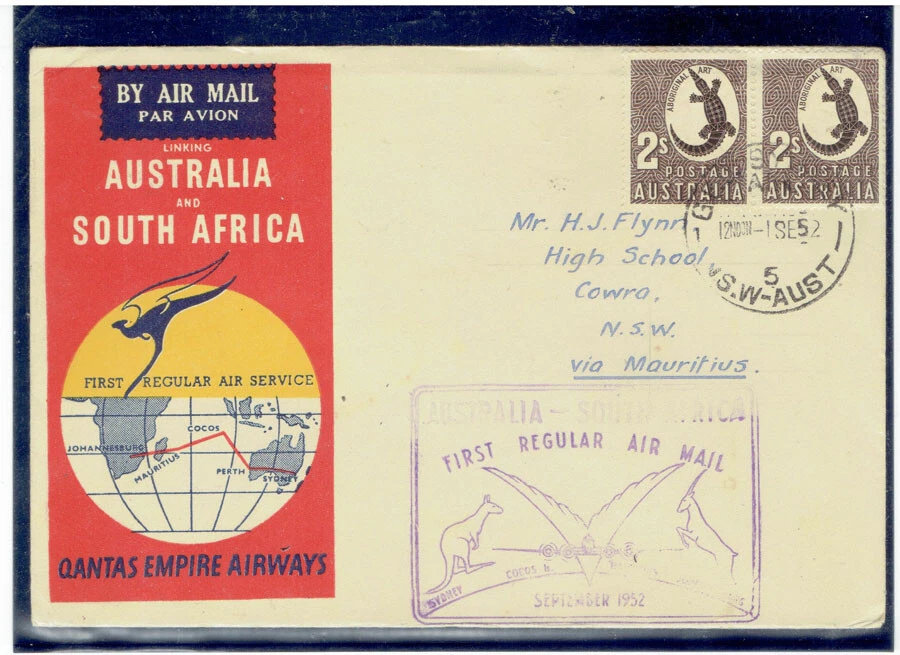 BY AIR MAIL
PAR AVION
LINKING
AUSTRALIA
AND
SOUTH AFRICA
FIRST REGULAR AIR SERVICE
JOHANNESBURG
MAURITIUS
COCOS
PERTH
SYDNEY
QANTAS EMPIRE AIRWAYS
ABORIGINAL ART
2s
POSTAGE
AUSTRALIA
ABORIGINAL ART
2s
POSTAGE
AUSTRALIA
12NOON-1SE52
5
N.S.W-AUST
Mr. H.J. Flynn
High School
Cowra,
N.S.W.
via Mauritius.
AUSTRALIA - SOUTH AFRICA
FIRST REGULAR AIR MAIL
SYDNEY
COCOS
SEPTEMBER 1952